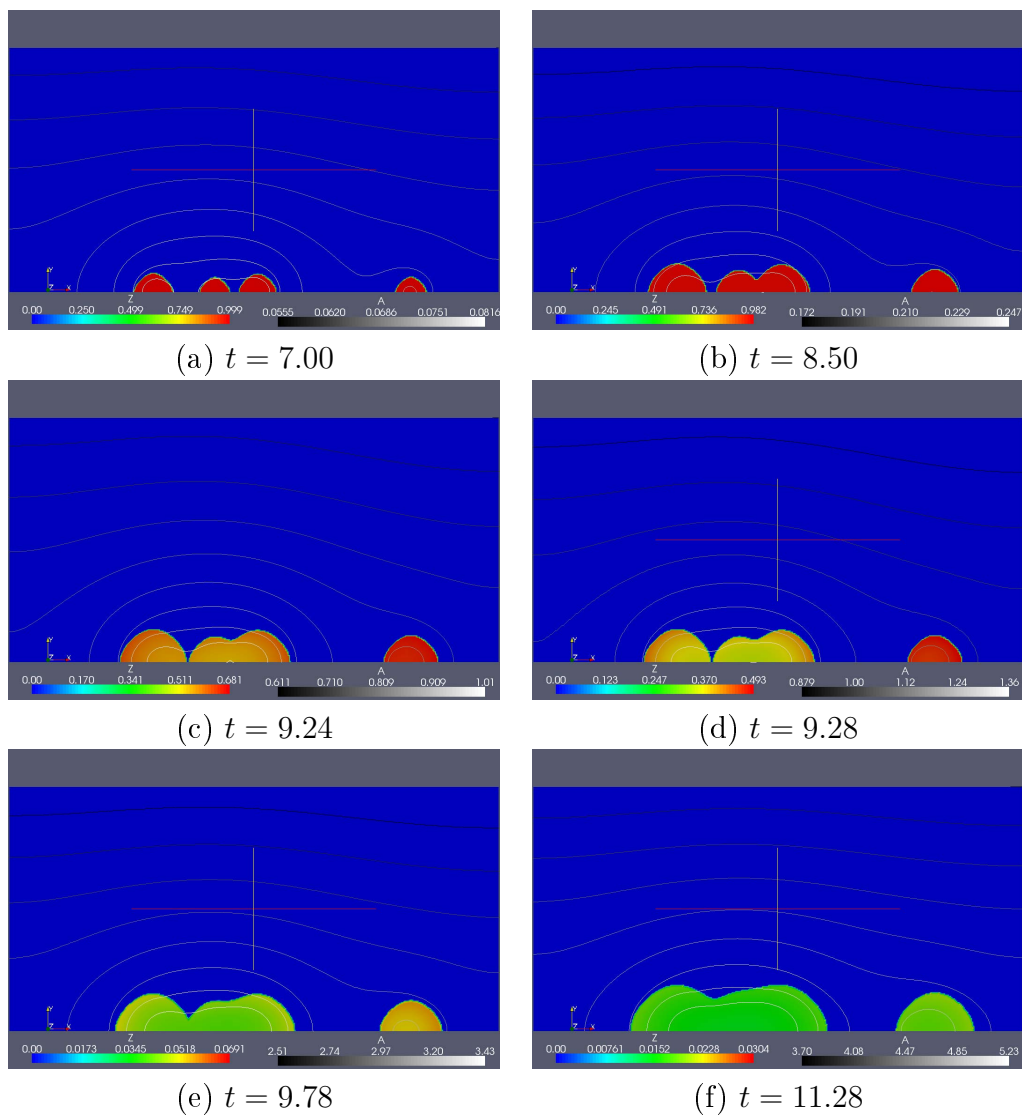 Y Z X Y Z X
Z A Z A
0.00 0.250 0.499 0.749 0.999 0.0555 0.0620 0.0686 0.0751 0.0816 0.00 0.245 0.491 0.736 0.982 0.172 0.191 0.210 0.229 0.247
(a) t = 7.00 (b) t = 8.50
Y Z X Y Z X
Z A Z A
0.00 0.170 0.341 0.511 0.681 0.611 0.710 0.809 0.909 1.01 0.00 0.123 0.247 0.370 0.493 0.879 1.00 1.12 1.24 1.36
(c) t = 9.24 (d) t = 9.28
Y Z X Y Z X
Z A Z A
0.00 0.0173 0.0345 0.0518 0.0691 2.51 2.74 2.97 3.20 3.43 0.00 0.00761 0.0152 0.0228 0.0304 3.70 4.08 4.47 4.85 5.23
(e) t = 9.78 (f) t = 11.28